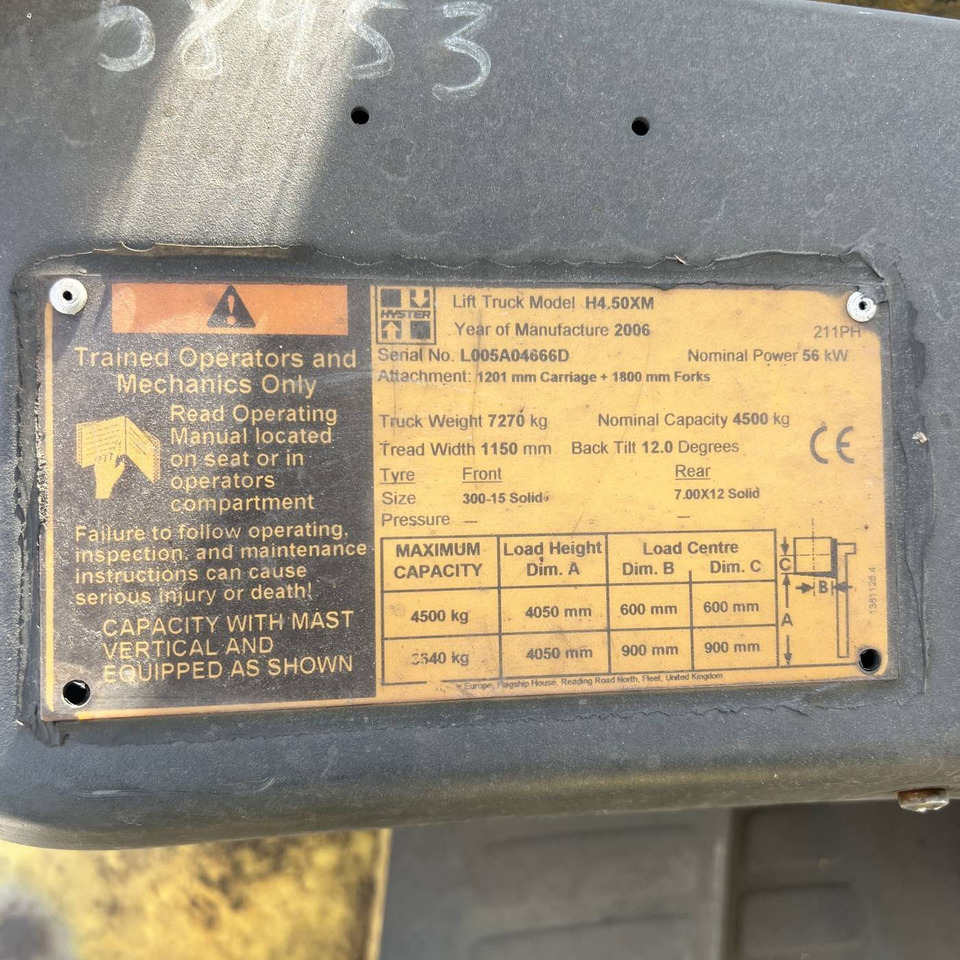 58953
Trained Operators and
Mechanics Only
Read Operating
Manual located
on seat or in
operators
compartment
Failure to follow operating,
inspection, and maintenance
instructions can cause
serious injury or death!
CAPACITY WITH MAST
VERTICAL AND
EQUIPPED AS SHOWN
HYSTER
Lift Truck Model H4.50XM
Year of Manufacture 2006 211PH
Serial No. L005A04666D Nominal Power 56 kW
Attachment: 1201 mm Carriage + 1800 mm Forks
Truck Weight 7270 kg Nominal Capacity 4500 kg
Tread Width 1150 mm Back Tilt 12.0 Degrees
CE
Tyre Front Rear
Size 300-15 Solid 7.00X12 Solid
Pressure — —
MAXIMUM CAPACITY Load Height Dim. A Load Centre Dim. B Dim. C
4500 kg 4050 mm 600 mm 600 mm
3640 kg 4050 mm 900 mm 900 mm
C
B
A
1361126.4
Europe, Flagship House, Reading Road North, Fleet, United Kingdom